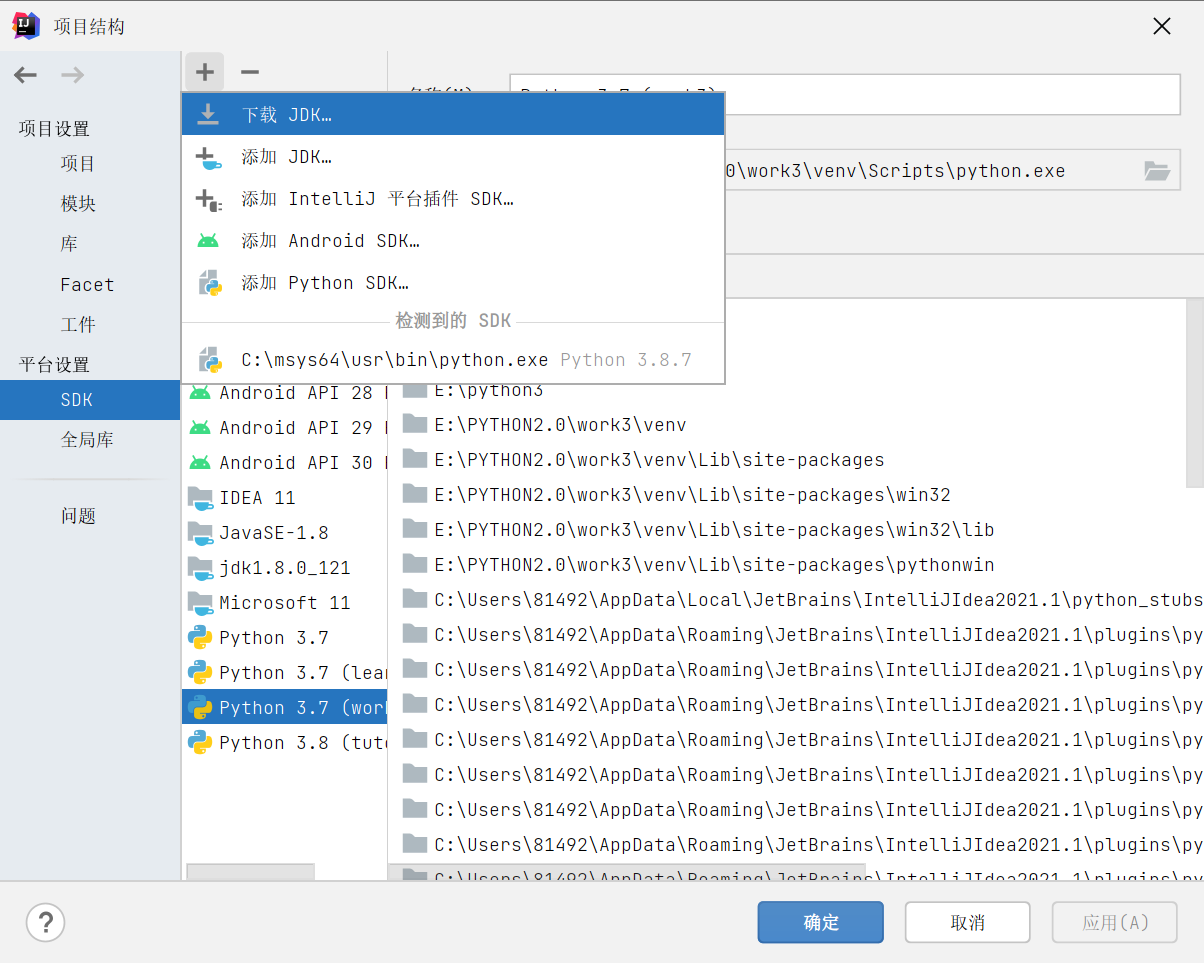 项目结构
项目设置
项目
模块
库
Facet
工件
平台设置
SDK
全局库
问题
下载 JDK…
添加 JDK…
添加 IntelliJ 平台插件 SDK…
添加 Android SDK…
添加 Python SDK…
检测到的 SDK
C:\msys64\usr\bin\python.exe Python 3.8.7
Android API 28
Android API 29
Android API 30
IDEA 11
JavaSE-1.8
jdk1.8.0_121
Microsoft 11
Python 3.7
Python 3.7 (lear
Python 3.7 (work
Python 3.8 (tuto
0\work3\venv\Scripts\python.exe
E:\python3
E:\PYTHON2.0\work3\venv
E:\PYTHON2.0\work3\venv\Lib\site-packages
E:\PYTHON2.0\work3\venv\Lib\site-packages\win32
E:\PYTHON2.0\work3\venv\Lib\site-packages\win32\lib
E:\PYTHON2.0\work3\venv\Lib\site-packages\pythonwin
C:\Users\81492\AppData\Local\JetBrains\IntelliJIdea2021.1\python_stubs
C:\Users\81492\AppData\Roaming\JetBrains\IntelliJIdea2021.1\plugins\py
C:\Users\81492\AppData\Roaming\JetBrains\IntelliJIdea2021.1\plugins\py
C:\Users\81492\AppData\Roaming\JetBrains\IntelliJIdea2021.1\plugins\py
C:\Users\81492\AppData\Roaming\JetBrains\IntelliJIdea2021.1\plugins\py
C:\Users\81492\AppData\Roaming\JetBrains\IntelliJIdea2021.1\plugins\py
C:\Users\81492\AppData\Roaming\JetBrains\IntelliJIdea2021.1\plugins\py
C:\Users\81492\AppData\Roaming\JetBrains\IntelliJIdea2021.1\plugins\py
C:\Users\81492\AppData\Roaming\JetBrains\IntelliJIdea2021.1\plugins\py
?
确定
取消
应用(A)